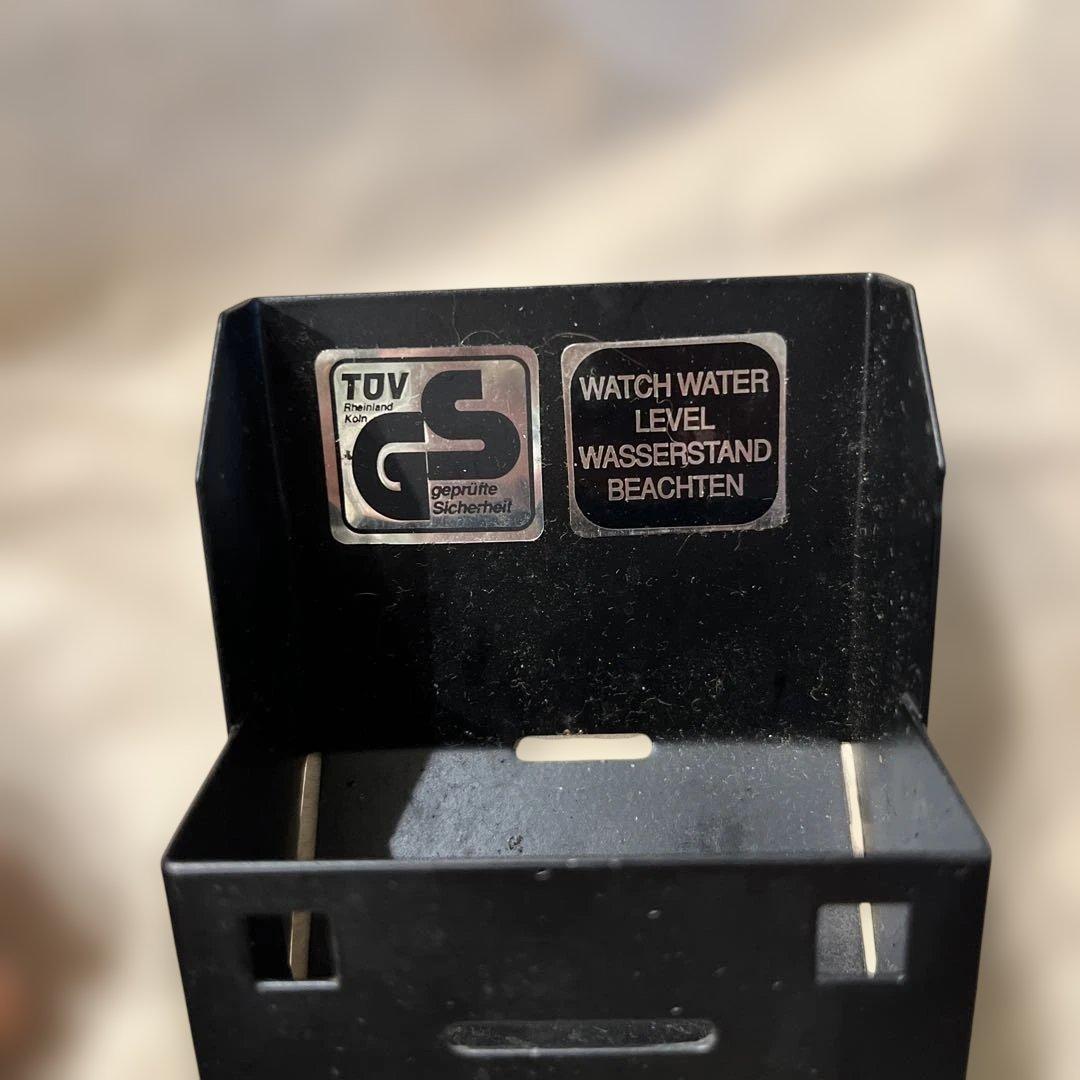 TÜV
Rheinland
Köln
GS
geprüfte
Sicherheit
WATCH WATER
LEVEL
WASSERSTAND
BEACHTEN